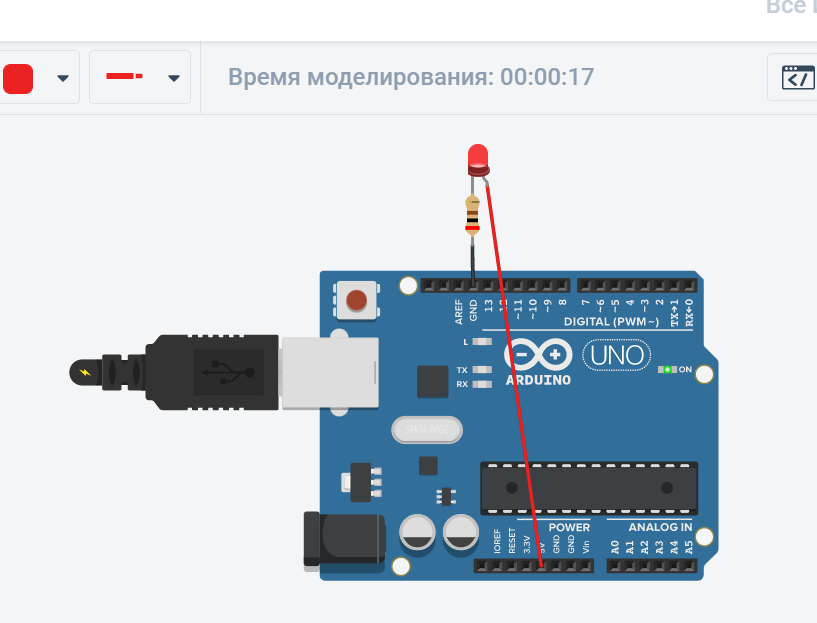 Все
Время моделирования: 00:00:17
AREF
GND
13
~11
~10
~9
8
7
~6
~5
4
~3
2
TX→1
RX←0
DIGITAL (PWM~)
L
TX
RX
ARDUINO
UNO
ON
POWER
ANALOG IN
IOREF
RESET
3.3V
5V
GND
GND
Vin
A0
A1
A2
A3
A4
A5